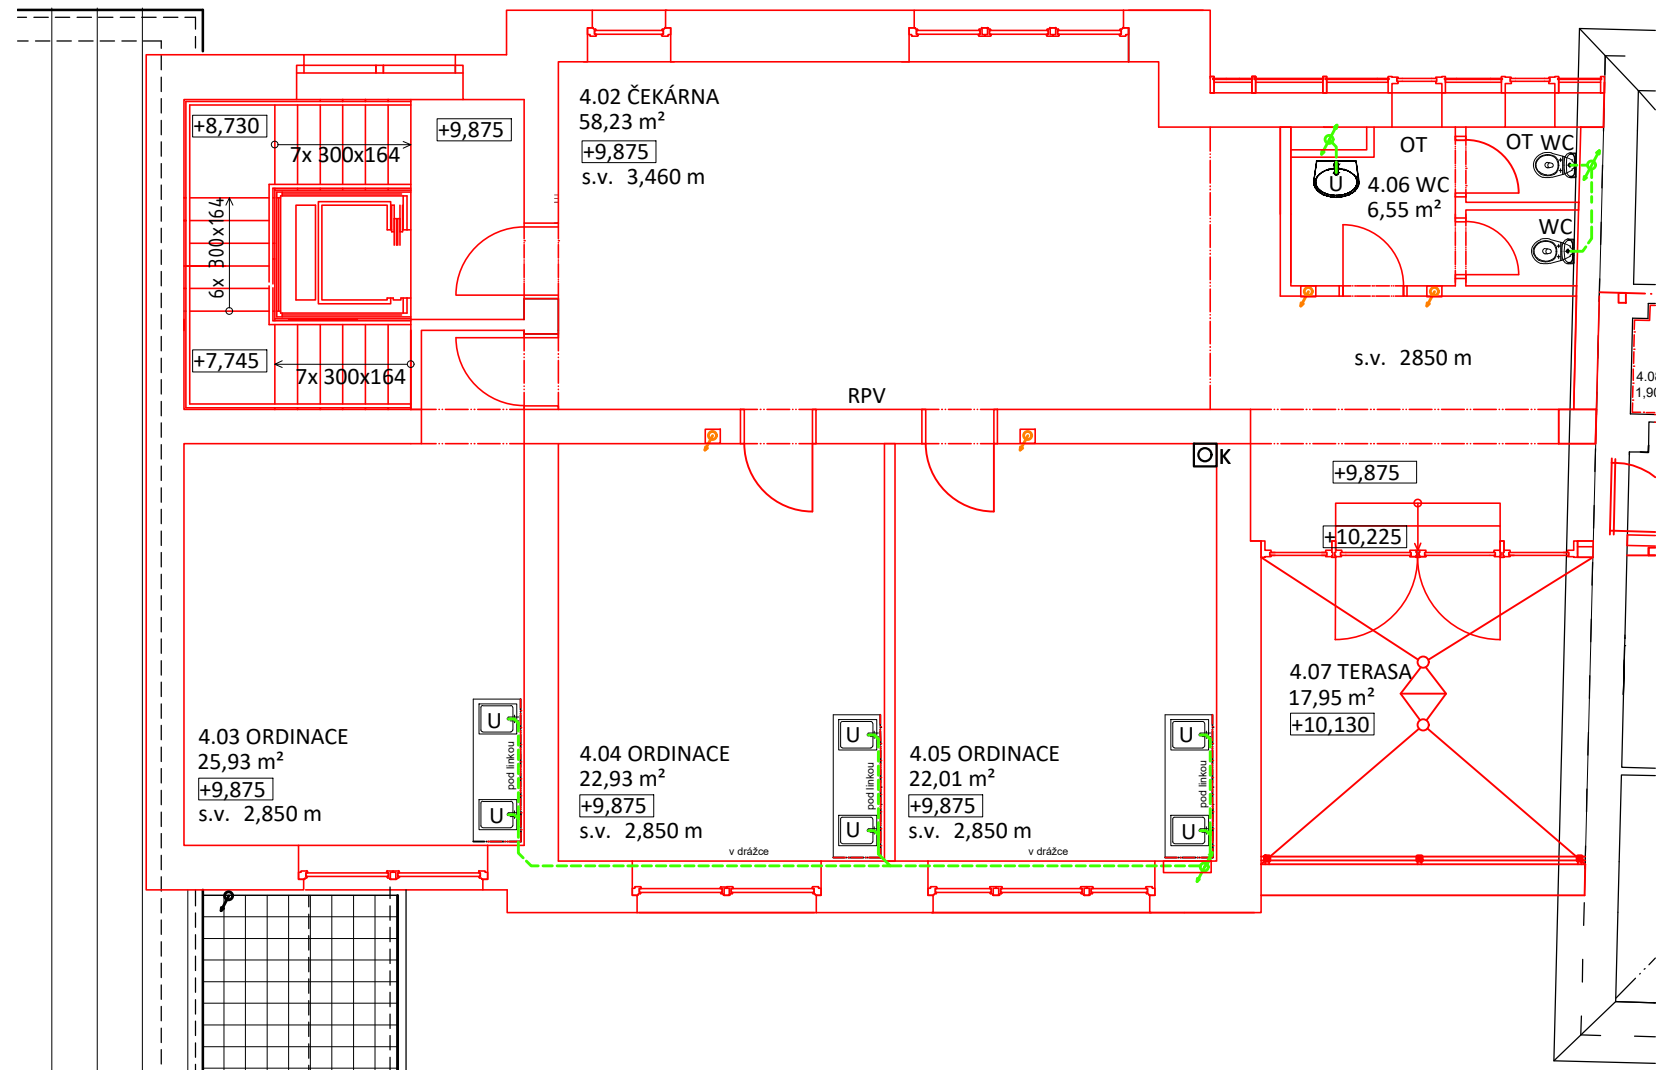 +8,730
7x 300x164
+9,875
6x 300x164
+7,745
7x 300x164
4.02 ČEKÁRNA
58,23 m²
+9,875
s.v. 3,460 m
OT
OT WC
U
4.06 WC
6,55 m²
WC
s.v. 2850 m
RPV
K
+9,875
+10,225
4.07 TERASA
17,95 m²
+10,130
4.03 ORDINACE
25,93 m²
+9,875
s.v. 2,850 m
U
pod linkou
U
4.04 ORDINACE
22,93 m²
+9,875
s.v. 2,850 m
v drážce
U
pod linkou
U
4.05 ORDINACE
22,01 m²
+9,875
s.v. 2,850 m
v drážce
U
pod linkou
U